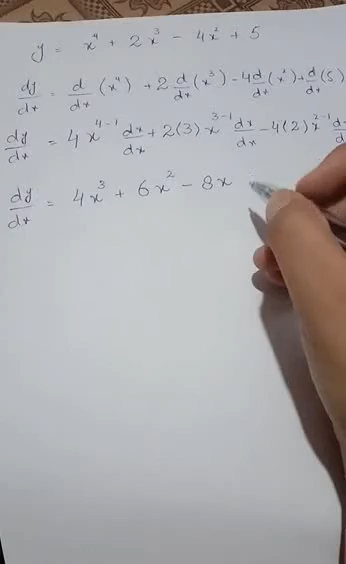 y = x⁴ + 2x³ - 4x² + 5
dy/dx = d/dx (x⁴) + 2 d/dx (x³) - 4 d/dx (x²) + d/dx (5)
dy/dx = 4x⁴⁻¹ dx/dx + 2(3) x³⁻¹ dx/dx - 4(2) x²⁻¹
dy/dx = 4x³ + 6x² - 8x